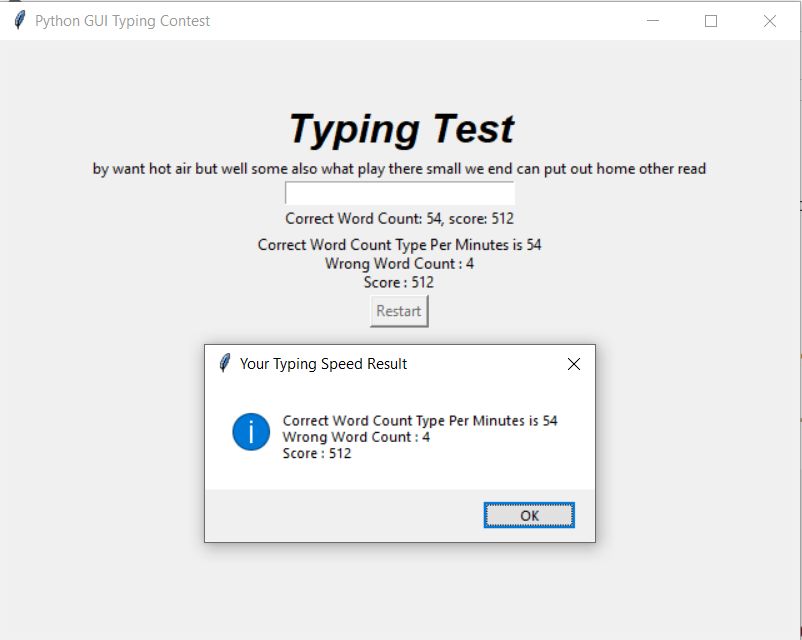 Python GUI Typing Contest
Typing Test
by want hot air but well some also what play there small we end can put out home other read
Correct Word Count: 54, score: 512
Correct Word Count Type Per Minutes is 54
Wrong Word Count : 4
Score : 512
Restart
Your Typing Speed Result
Correct Word Count Type Per Minutes is 54
Wrong Word Count : 4
Score : 512
OK